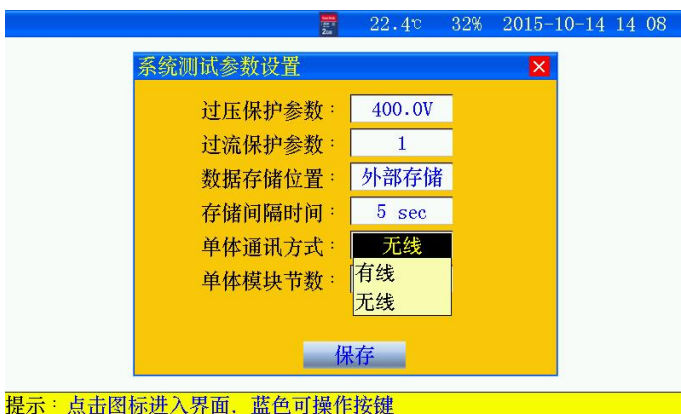 22.4℃ 32% 2015-10-14 14 08
系统测试参数设置
过压保护参数： 400.0V
过流保护参数： 1
数据存储位置： 外部存储
存储间隔时间： 5 sec
单体通讯方式： 无线
有线
单体模块节数：
无线
保存
提示：点击图标进入界面．蓝色可操作按键